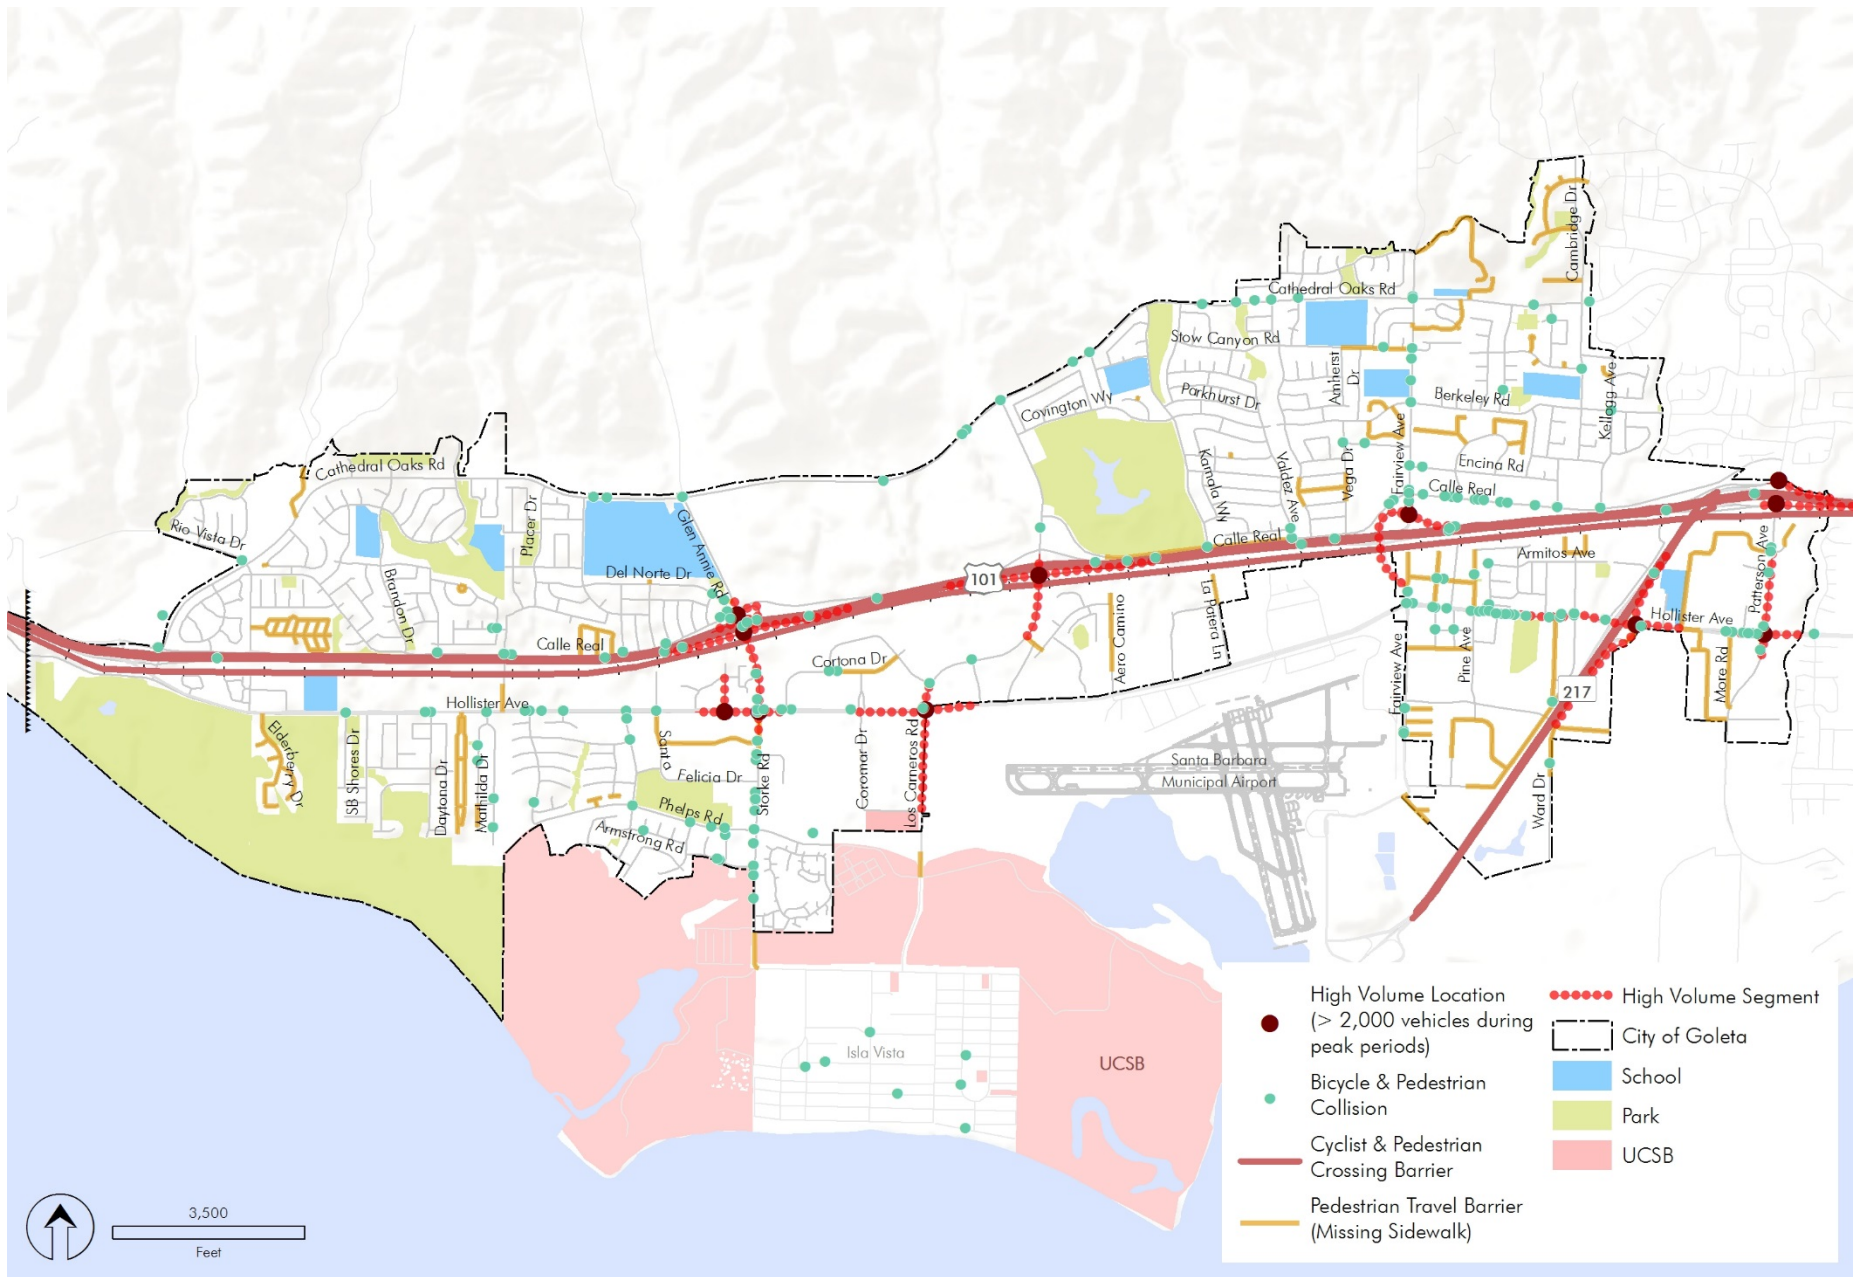 Cambridge Dr
Cathedral Oaks Rd
Stow Canyon Rd
Amherst
Dr
Parkhurst Dr
Covington Wy
Berkeley Rd
Kellogg Ave
Fairview Ave
Encina Rd
Calle Real
Kamala Wy
Valdez Ave
Vega Dr
Cathedral Oaks Rd
Rio Vista Dr
Placer Dr
Glen Annie Rd
Del Norte Dr
Brandon Dr
Calle Real
101
Calle Real
Armitos Ave
Patterson Ave
Hollister Ave
La Patera Ln
Aero Camino
Cortona Dr
Fairview Ave
Pine Ave
More Rd
217
Hollister Ave
Elderberry Dr
SB Shores Dr
Daytona Dr
Mathilda Dr
Santa
Felicia Dr
Storke Rd
Coromar Dr
Los Carneros Rd
Phelps Rd
Armstrong Rd
Santa Barbara
Municipal Airport
Ward Dr
Isla Vista
UCSB
High Volume Location
(> 2,000 vehicles during
peak periods)
Bicycle & Pedestrian
Collision
Cyclist & Pedestrian
Crossing Barrier
Pedestrian Travel Barrier
(Missing Sidewalk)
High Volume Segment
City of Goleta
School
Park
UCSB
3,500
Feet